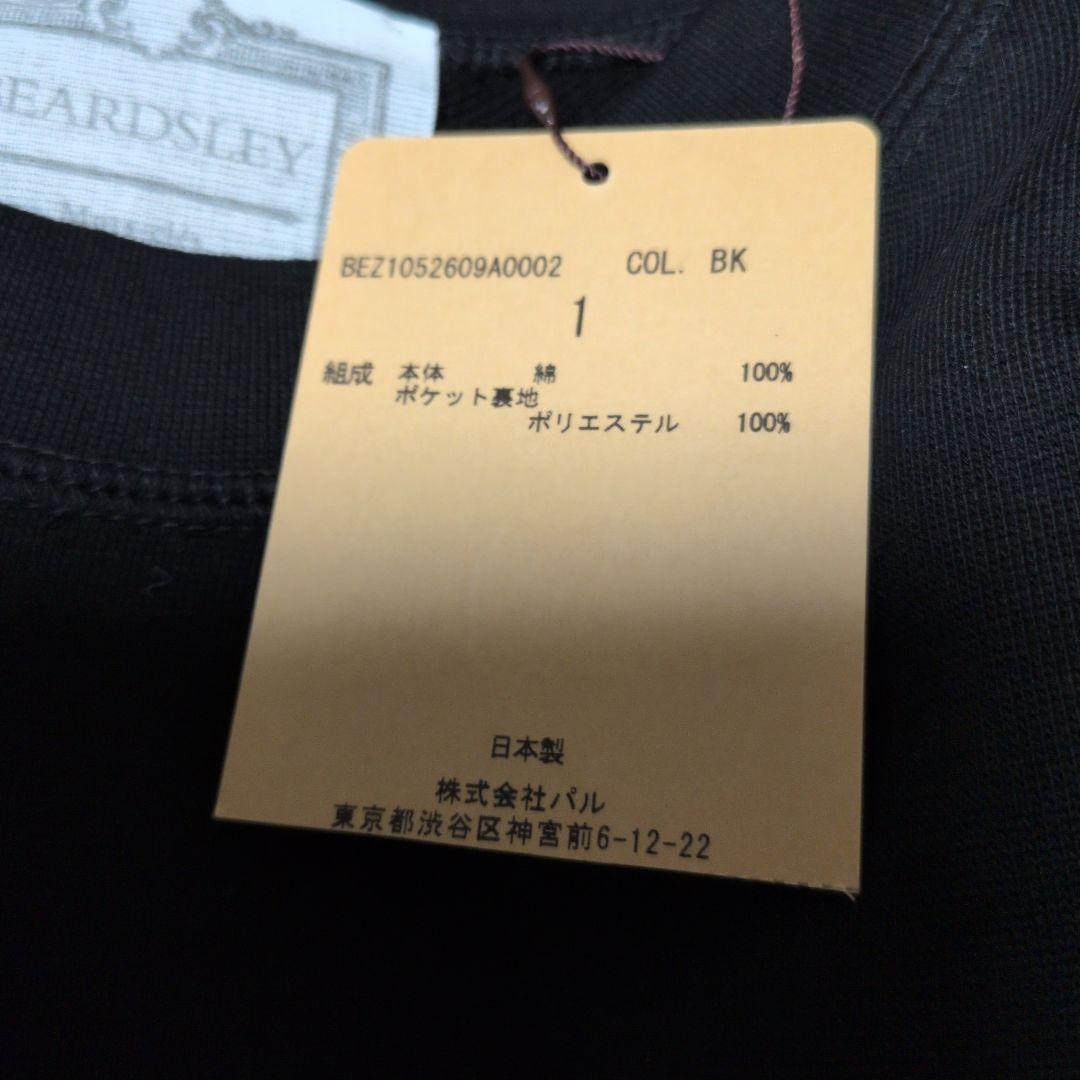 BEARDSLEY
BEZ1052609A0002 COL. BK
1
組成 本体 綿 100%
ポケット裏地
ポリエステル 100%
日本製
株式会社パル
東京都渋谷区神宮前6-12-22